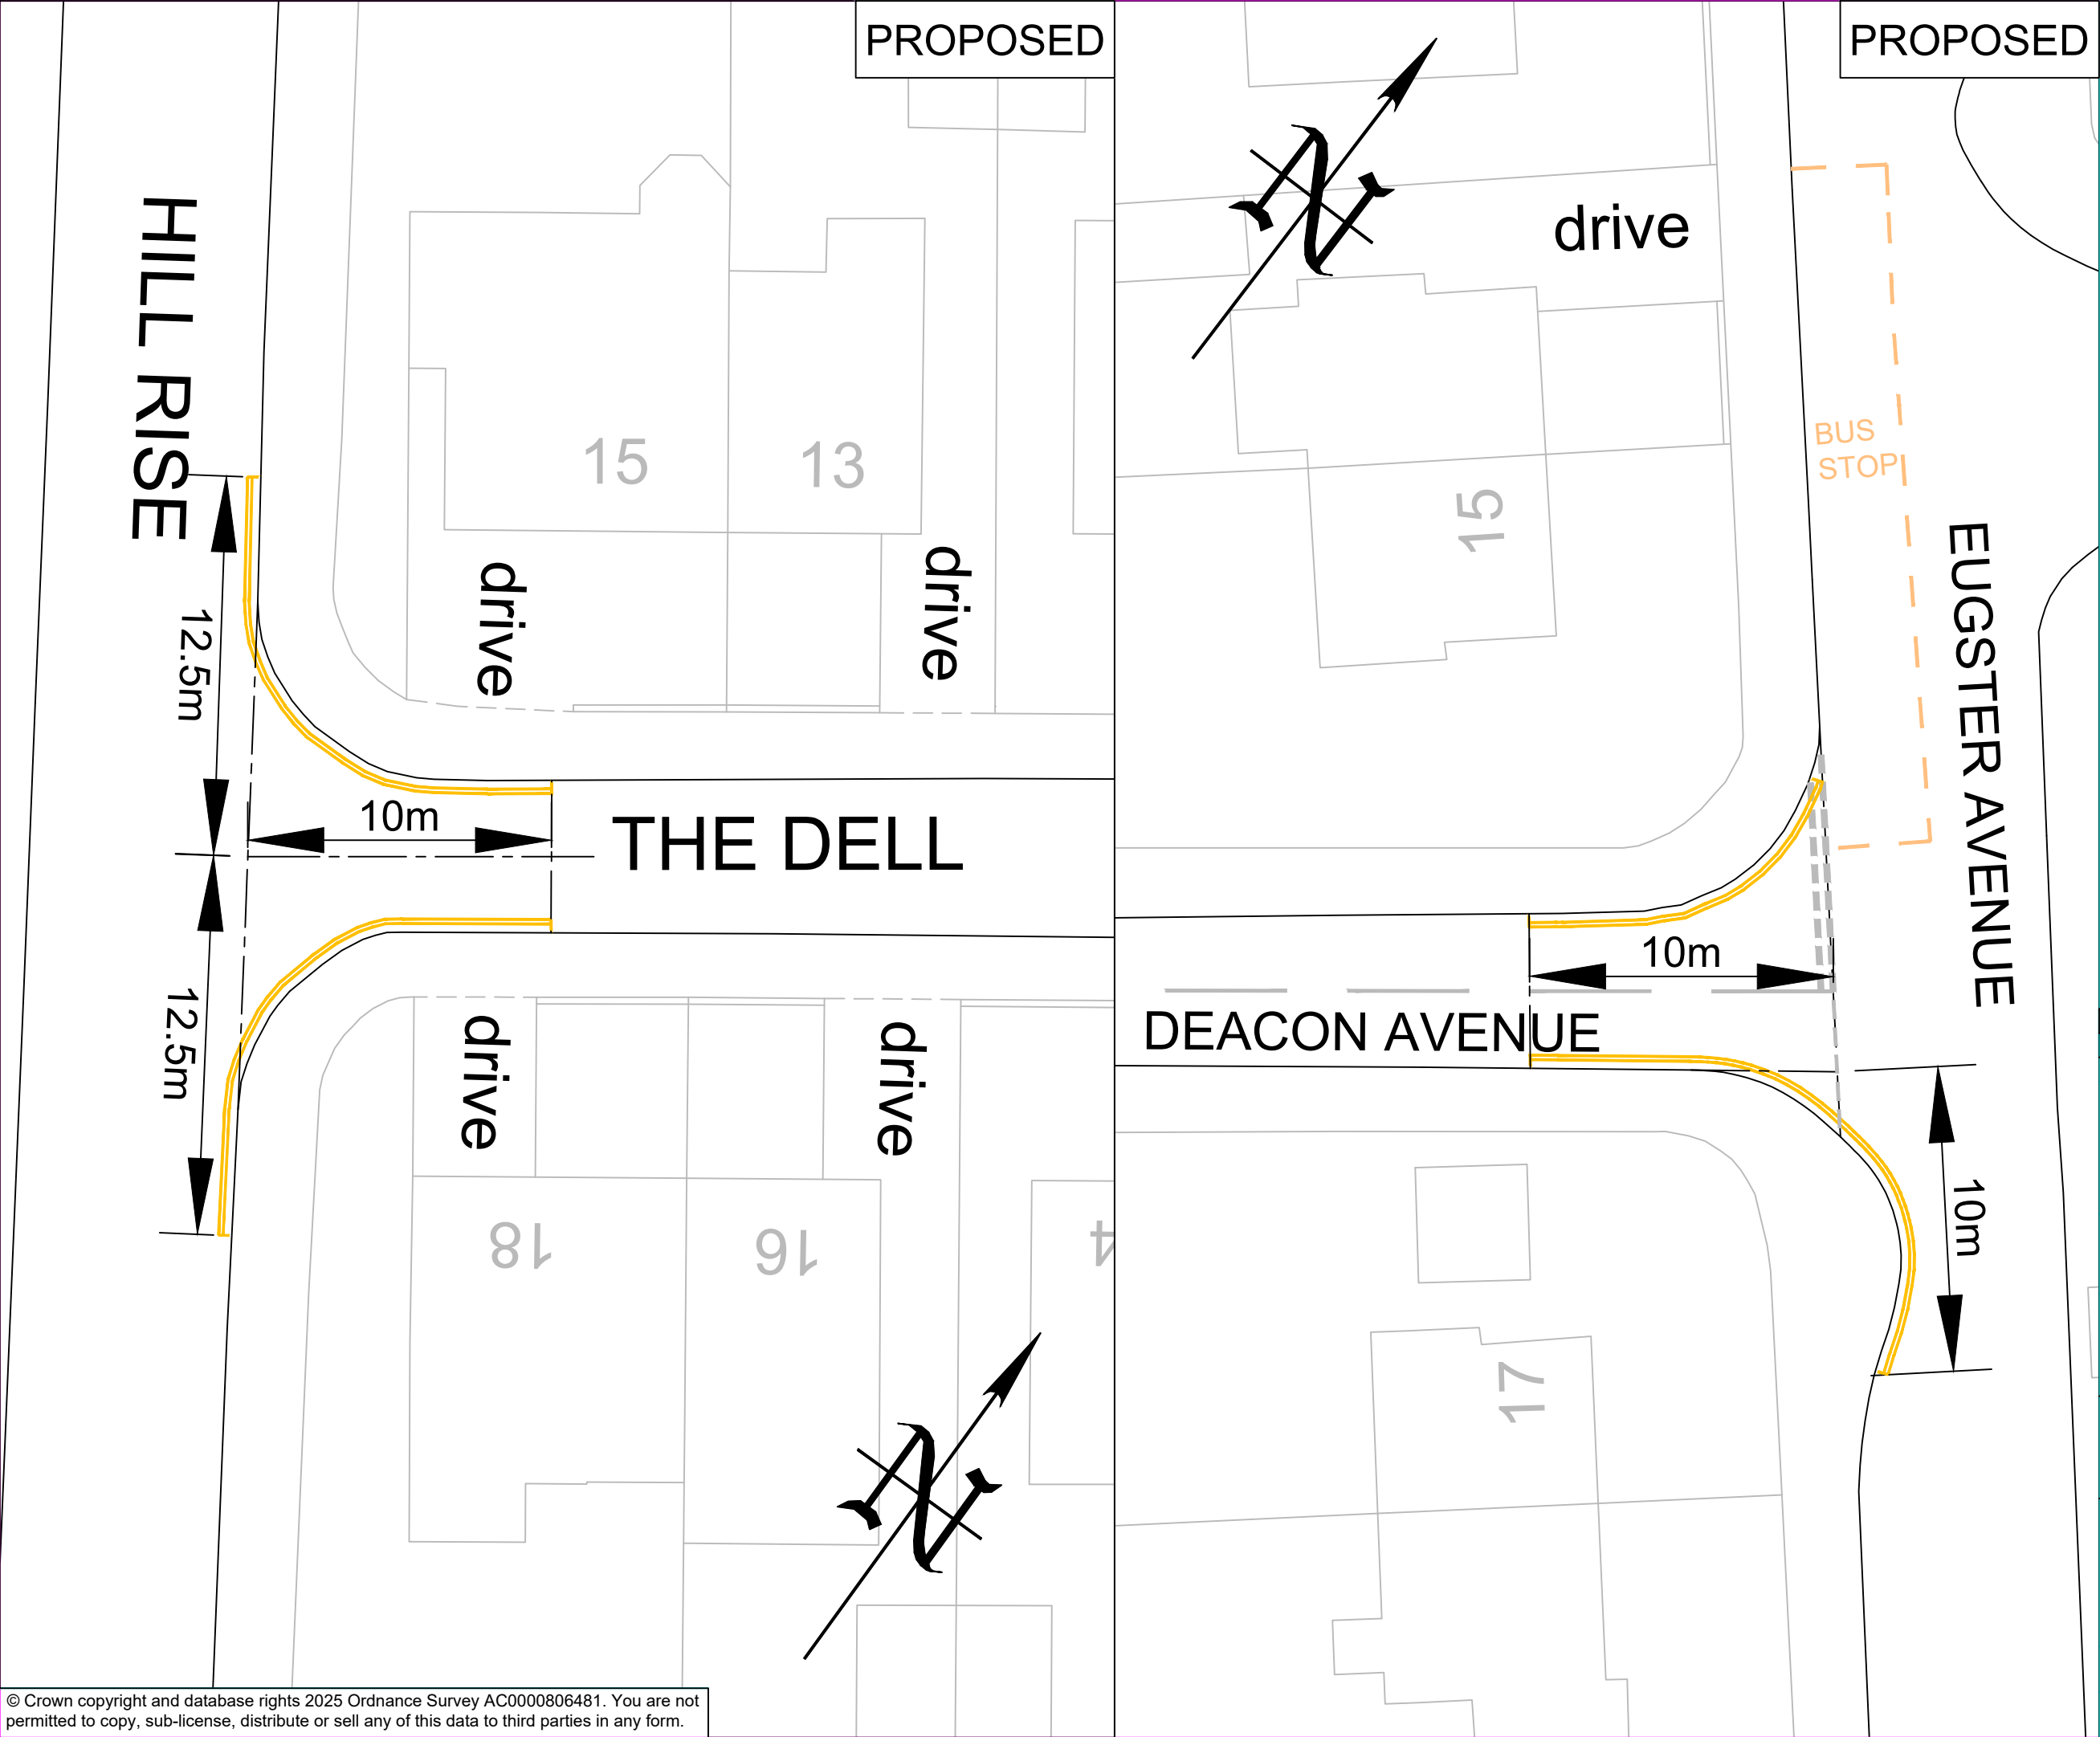 PROPOSED
HILL RISE
15
13
drive
drive
12.5m
10m
THE DELL
12.5m
drive
drive
18
16
4
N
© Crown copyright and database rights 2025 Ordnance Survey AC0000806481. You are not
permitted to copy, sub-license, distribute or sell any of this data to third parties in any form.
PROPOSED
N
drive
BUS
STOP
15
EUGSTER AVENUE
10m
DEACON AVENUE
10m
17